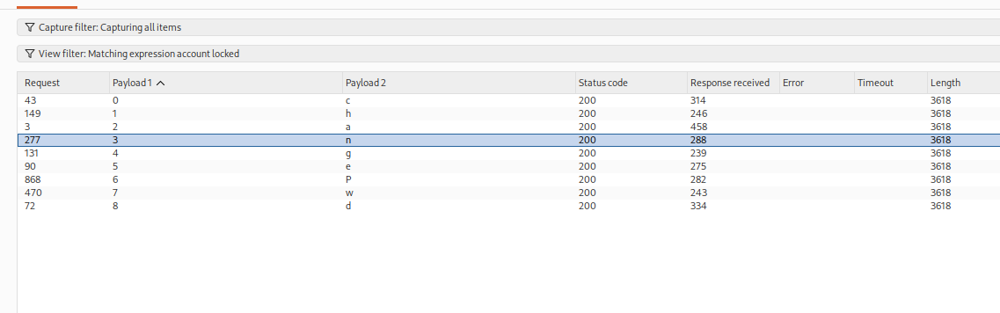 Capture filter: Capturing all items
View filter: Matching expression account locked
Request Payload 1 Payload 2 Status code Response received Error Timeout Length
43 0 c 200 314 3618
149 1 h 200 246 3618
3 2 a 200 458 3618
277 3 n 200 288 3618
131 4 g 200 239 3618
90 5 e 200 275 3618
868 6 P 200 282 3618
470 7 w 200 243 3618
72 8 d 200 334 3618